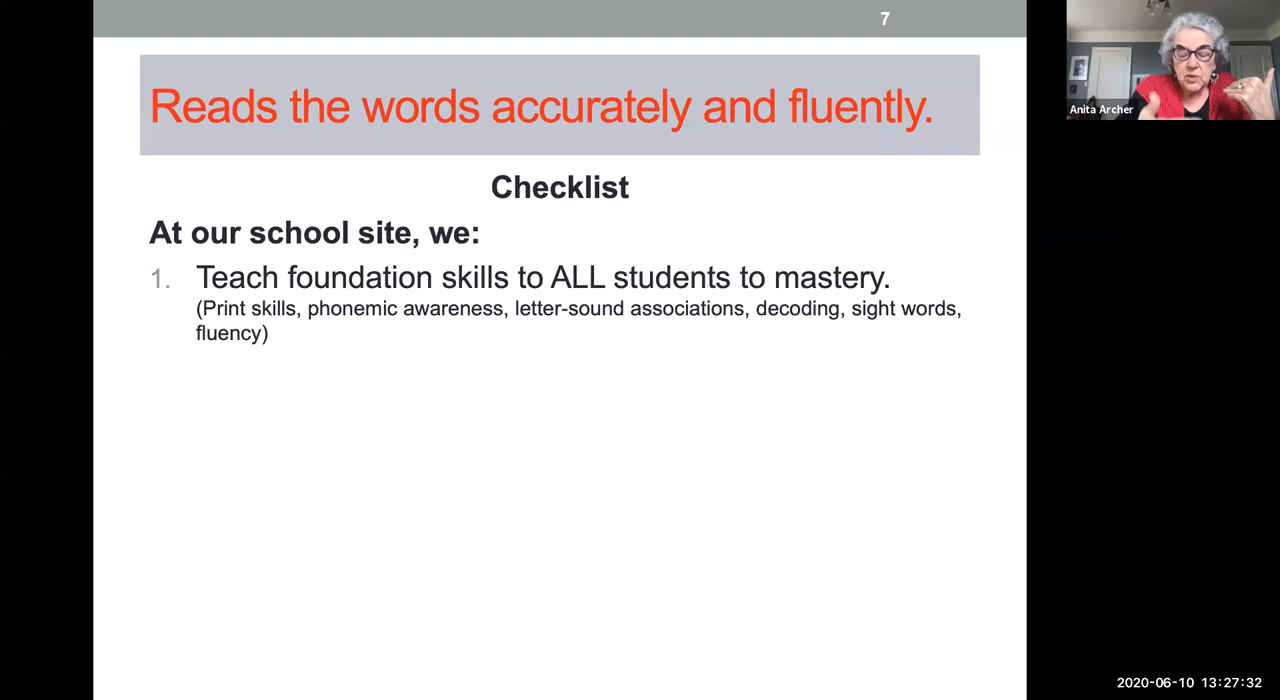 7
Anita Archer
Reads the words accurately and fluently.
Checklist
At our school site, we:
1. Teach foundation skills to ALL students to mastery.
(Print skills, phonemic awareness, letter-sound associations, decoding, sight words,
fluency)
2020-06-10 13:27:32